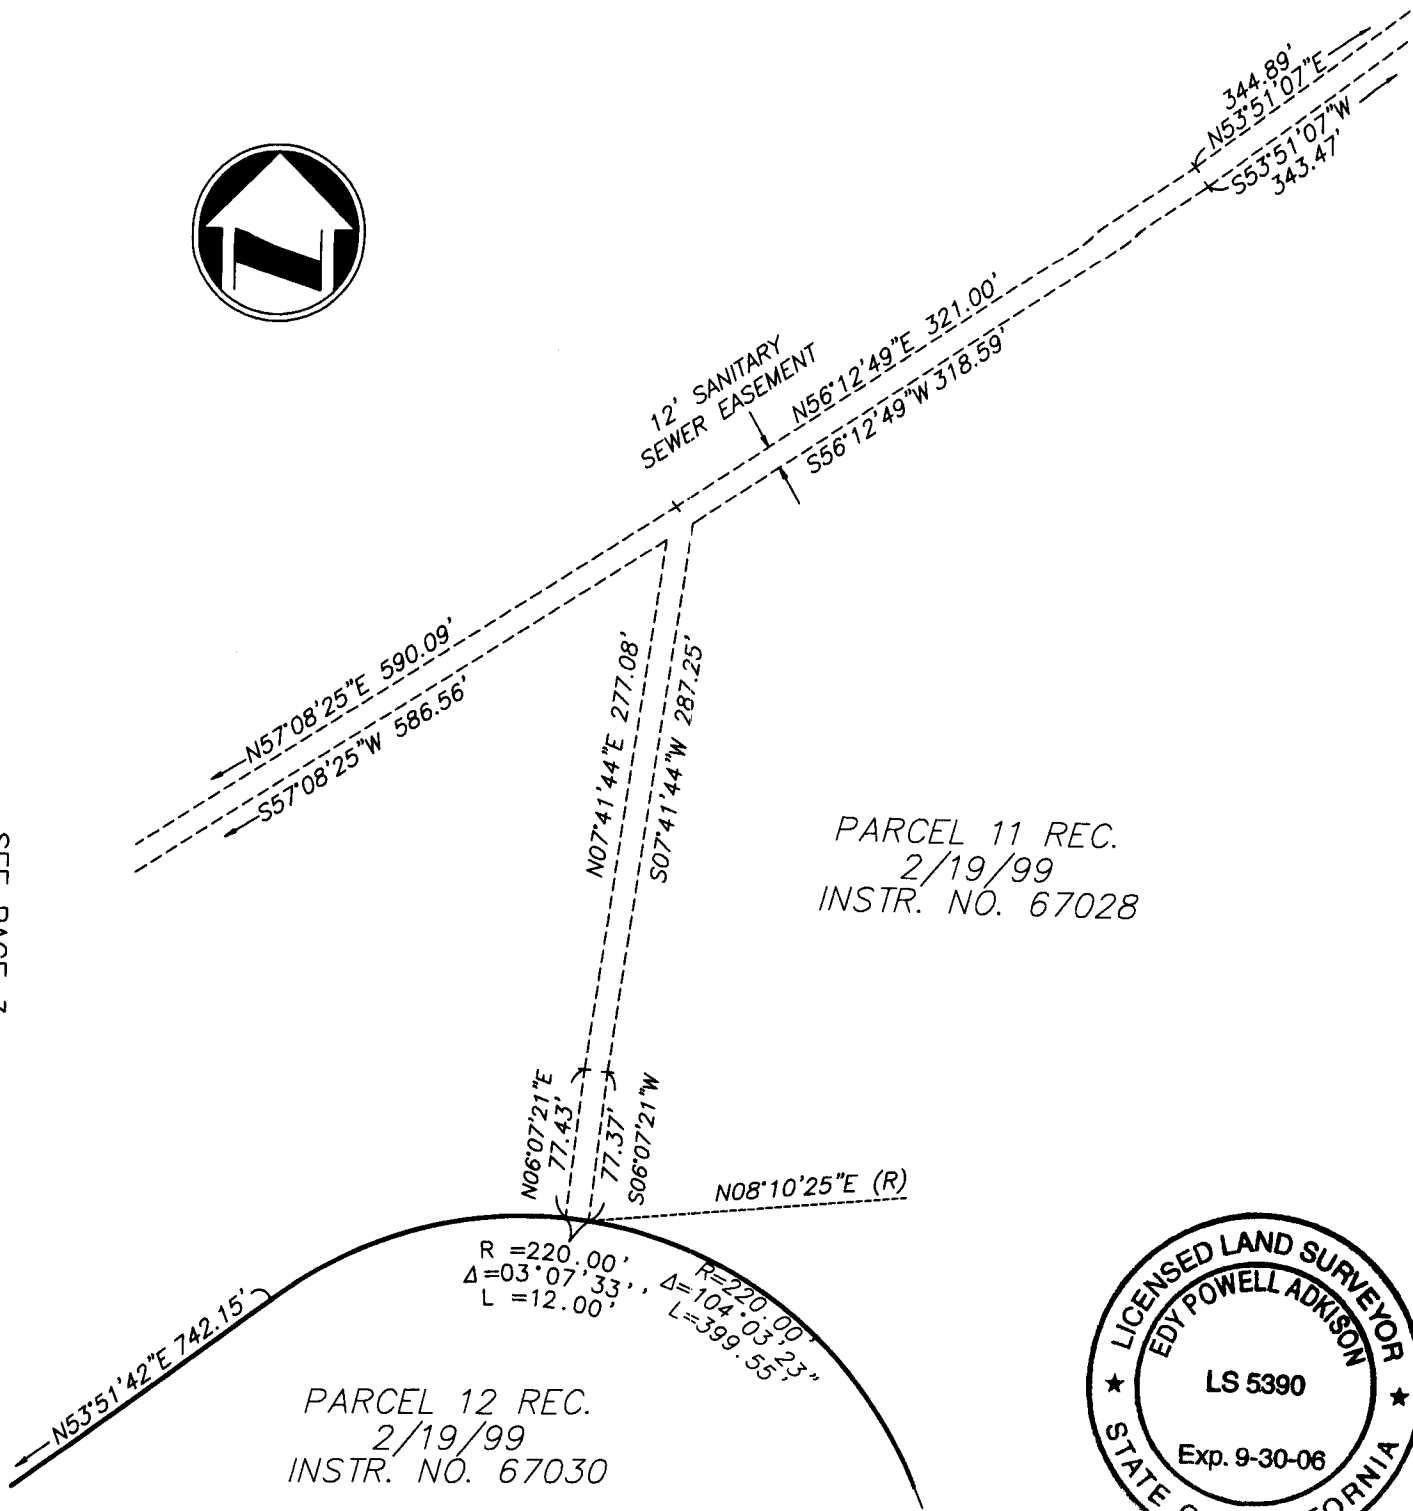 344.89'
N53°51'07"E
S53°51'07"W
343.47'
12' SANITARY
SEWER EASEMENT
N56°12'49"E 321.00'
S56°12'49"W 318.59'
N57°08'25"E 590.09'
S57°08'25"W 586.56'
N07°41'44"E 277.08'
S07°41'44"W 287.25'
PARCEL 11 REC.
2/19/99
INSTR. NO. 67028
N06°07'21"E
77.43'
77.37'
S06°07'21"W
N08°10'25"E (R)
R =220.00'
Δ=03°07'33''
L =12.00'
R=220.00'
Δ=104°03'23"
L=399.55'
N53°51'42"E 742.15'
PARCEL 12 REC.
2/19/99
INSTR. NO. 67030
LICENSED LAND SURVEYOR
EDY POWELL ADKISON
LS 5390
Exp. 9-30-06
STATE